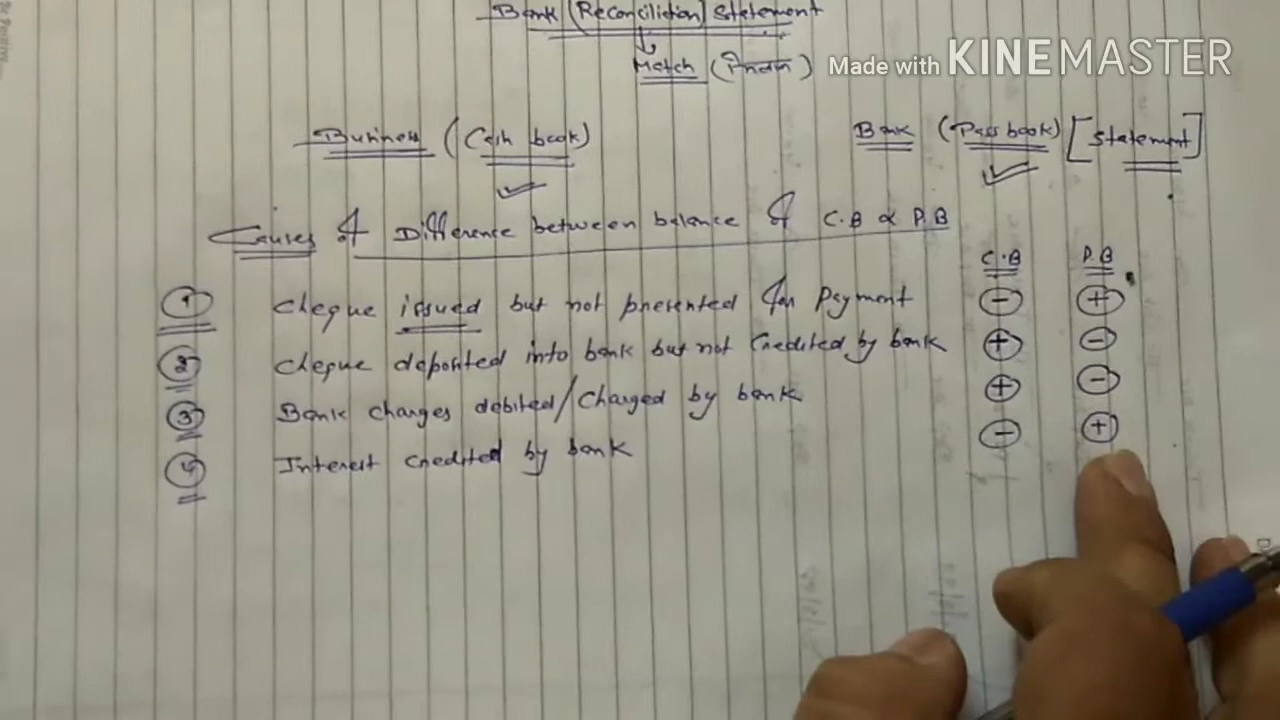 Bank (Reconciliation) Statement
Match (मिलान)
Made with KINEMASTER
Business (Cash book)
Bank (Pass book) [Statement]
Causes of Difference between balance of C.B & P.B
C.B P.B
1 Cheque issued but not presented for Payment - +
2 Cheque deposited into bank but not Credited by bank + -
3 Bank charges debited/Charged by bank + -
4 Interest credited by bank - +